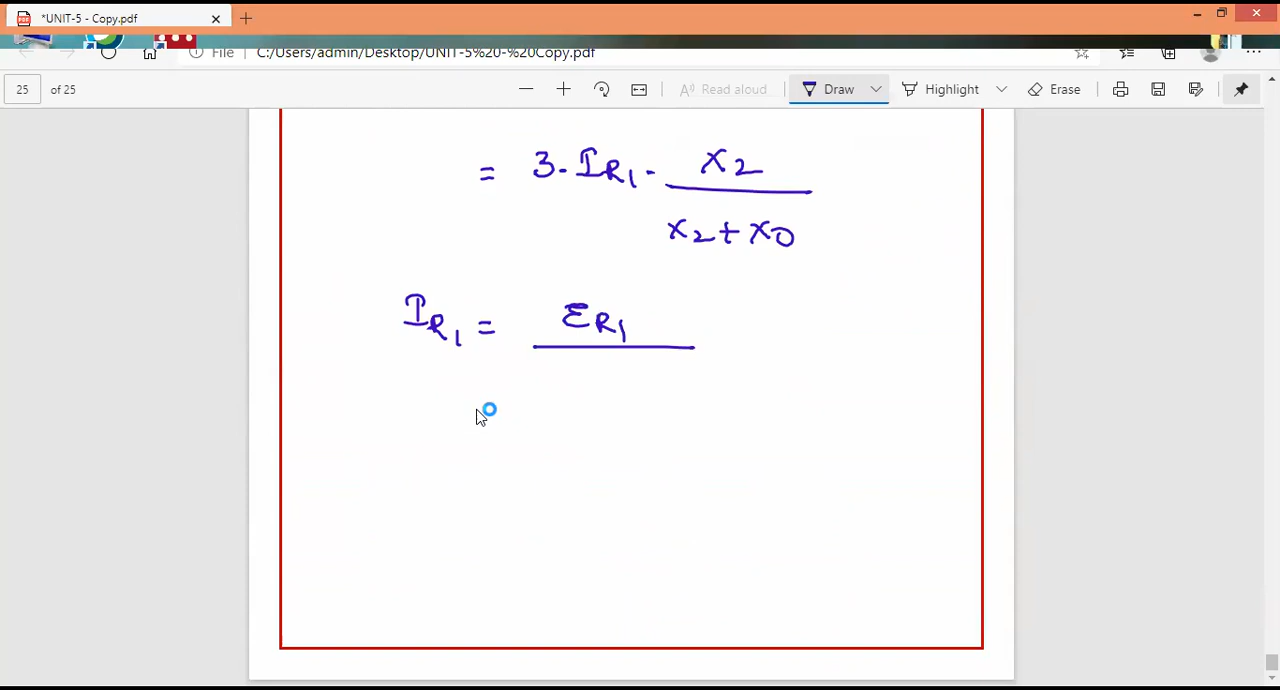 *UNIT-5 - Copy.pdf
File C:/Users/admin/Desktop/UNIT-5%20-%20Copy.pdf
25 of 25 Read aloud Draw Highlight Erase
= 3. I_R1 . X2 / X2 + X0
I_R1 = E_R1